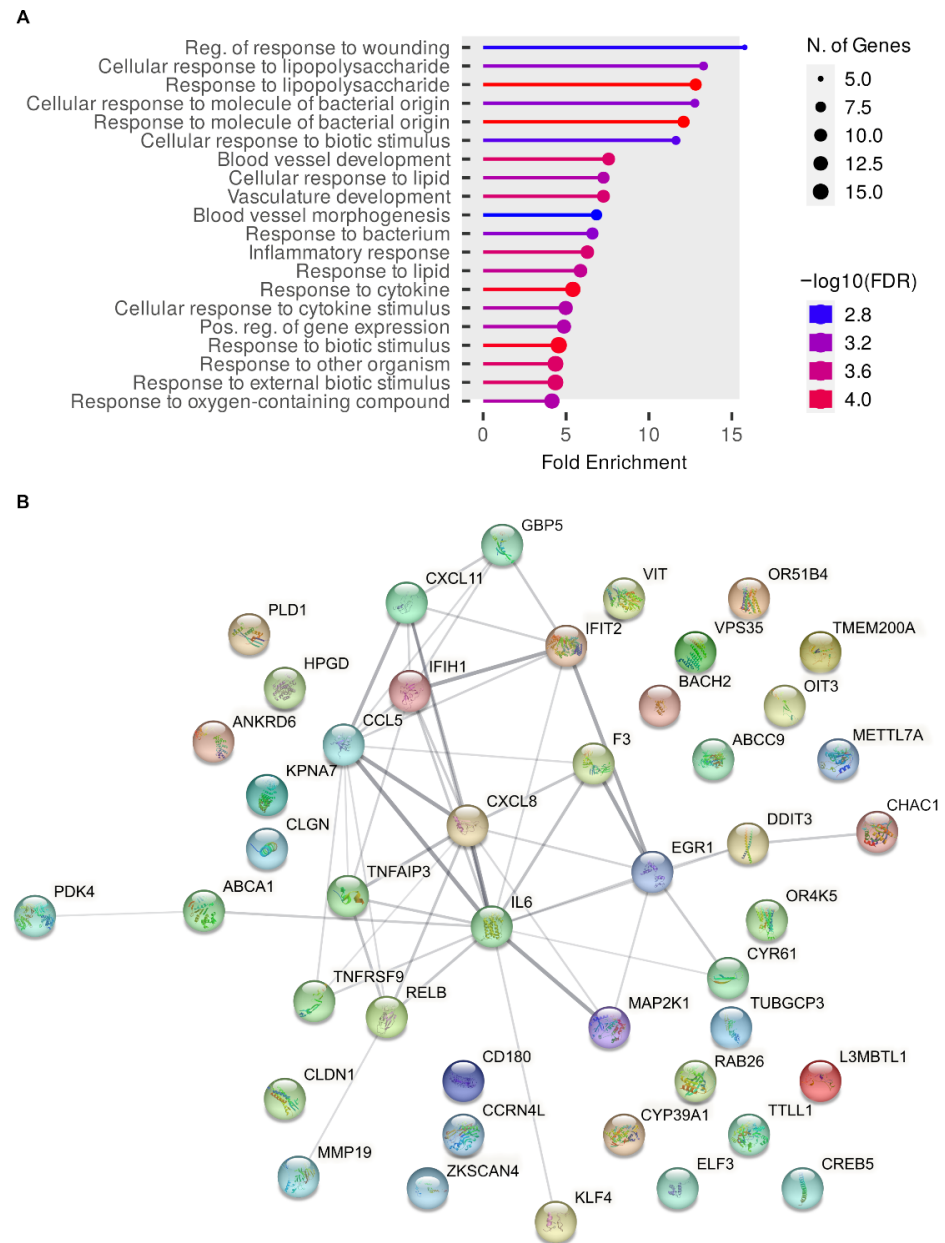 A
Reg. of response to wounding
Cellular response to lipopolysaccharide
Response to lipopolysaccharide
Cellular response to molecule of bacterial origin
Response to molecule of bacterial origin
Cellular response to biotic stimulus
Blood vessel development
Cellular response to lipid
Vasculature development
Blood vessel morphogenesis
Response to bacterium
Inflammatory response
Response to lipid
Response to cytokine
Cellular response to cytokine stimulus
Pos. reg. of gene expression
Response to biotic stimulus
Response to other organism
Response to external biotic stimulus
Response to oxygen-containing compound
0 5 10 15
Fold Enrichment
N. of Genes
5.0
7.5
10.0
12.5
15.0
−log10(FDR)
2.8
3.2
3.6
4.0
B
GBP5
CXCL11
VIT
OR51B4
PLD1
IFIT2
VPS35
TMEM200A
HPGD
IFIH1
BACH2
OIT3
ANKRD6
CCL5
F3
ABCC9
METTL7A
KPNA7
CXCL8
CHAC1
CLGN
EGR1
DDIT3
TNFAIP3
PDK4
ABCA1
IL6
OR4K5
CYR61
TNFRSF9
RELB
MAP2K1
TUBGCP3
CD180
RAB26
L3MBTL1
CLDN1
CCRN4L
CYP39A1
TTLL1
MMP19
ZKSCAN4
ELF3
CREB5
KLF4